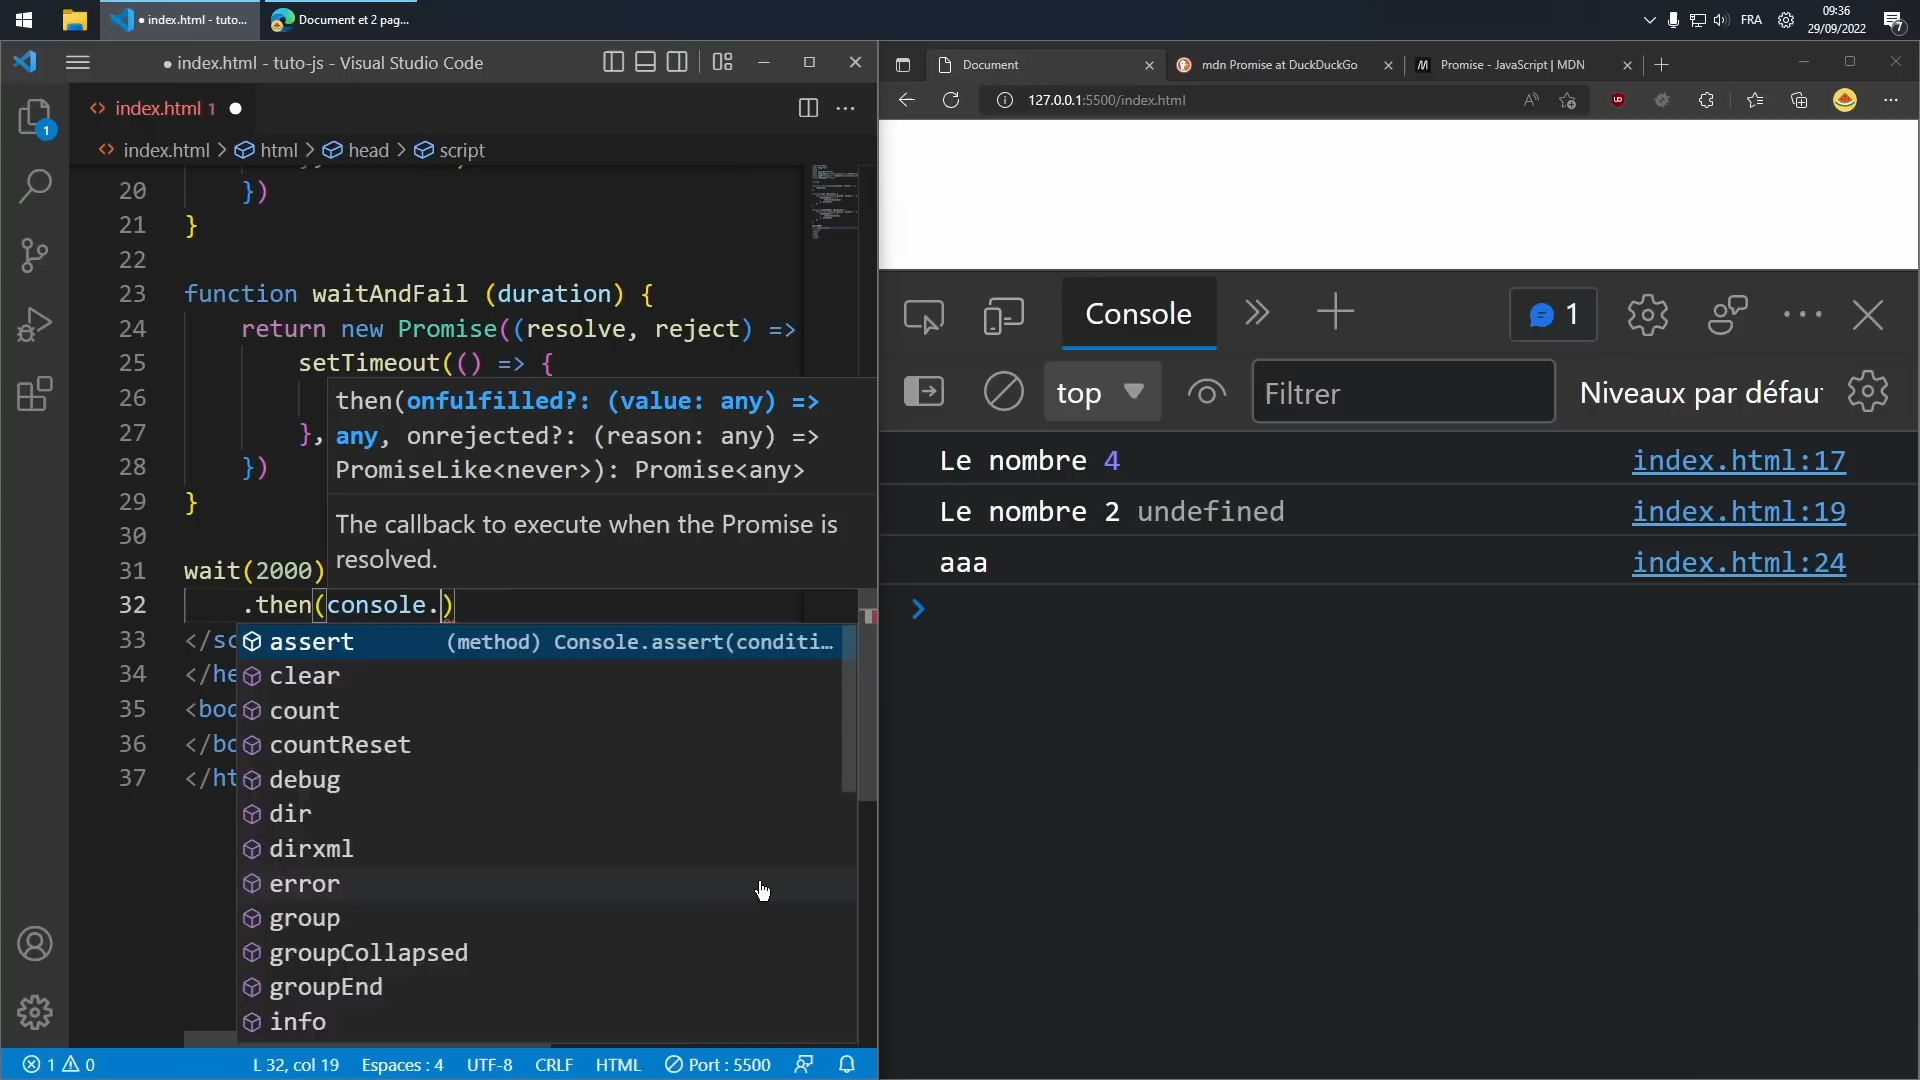 ● index.html - tuto...
Document et 2 pag...
FRA
09:36
29/09/2022
7
● index.html - tuto-js - Visual Studio Code
<> index.html 1 ●
1
<> index.html > html > head > script
20 })
21 }
22
23 function waitAndFail (duration) {
24 return new Promise((resolve, reject) =>
25 setTimeout(() => {
26
27 },
28 })
29 }
30
then(onfulfilled?: (value: any) =>
any, onrejected?: (reason: any) =>
PromiseLike<never>): Promise<any>
The callback to execute when the Promise is
resolved.
31 wait(2000)
32 .then(console.)
33 </sc
34 </he
35 <bod
36 </bo
37 </ht
assert (method) Console.assert(conditi…
clear
count
countReset
debug
dir
dirxml
error
group
groupCollapsed
groupEnd
info
1 0
L 32, col 19
Espaces : 4
UTF-8
CRLF
HTML
Port : 5500
Document
mdn Promise at DuckDuckGo
Promise - JavaScript | MDN
127.0.0.1:5500/index.html
Console
1
top
Filtrer
Niveaux par défau
Le nombre 4 index.html:17
Le nombre 2 undefined index.html:19
aaa index.html:24